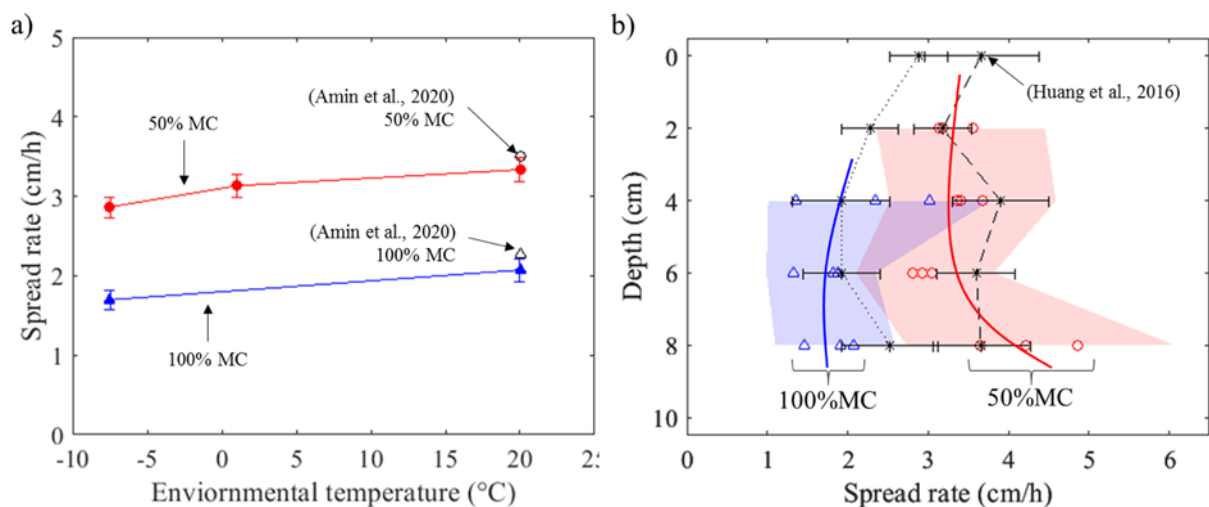 a)
5
4
3
2
1
0
Spread rate (cm/h)
(Amin et al., 2020)
50% MC
50% MC
(Amin et al., 2020)
100% MC
100% MC
-10 -5 0 5 10 15 20 2
Enviornmental temperature (°C)
b)
0
2
4
6
8
10
Depth (cm)
(Huang et al., 2016)
100%MC
50%MC
0 1 2 3 4 5 6
Spread rate (cm/h)